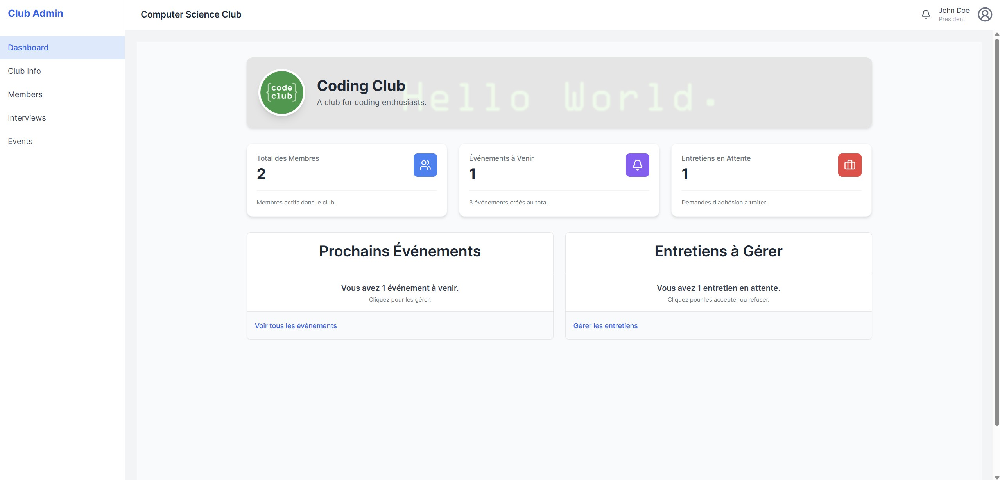 Club Admin
Computer Science Club
John Doe
President
Dashboard
Club Info
Members
Interviews
Events
code
club
Coding Club
A club for coding enthusiasts.
Hello World.
Total des Membres
2
Membres actifs dans le club.
Événements à Venir
1
3 événements créés au total.
Entretiens en Attente
1
Demandes d'adhésion à traiter.
Prochains Événements
Vous avez 1 événement à venir.
Cliquez pour les gérer.
Voir tous les événements
Entretiens à Gérer
Vous avez 1 entretien en attente.
Cliquez pour les accepter ou refuser.
Gérer les entretiens